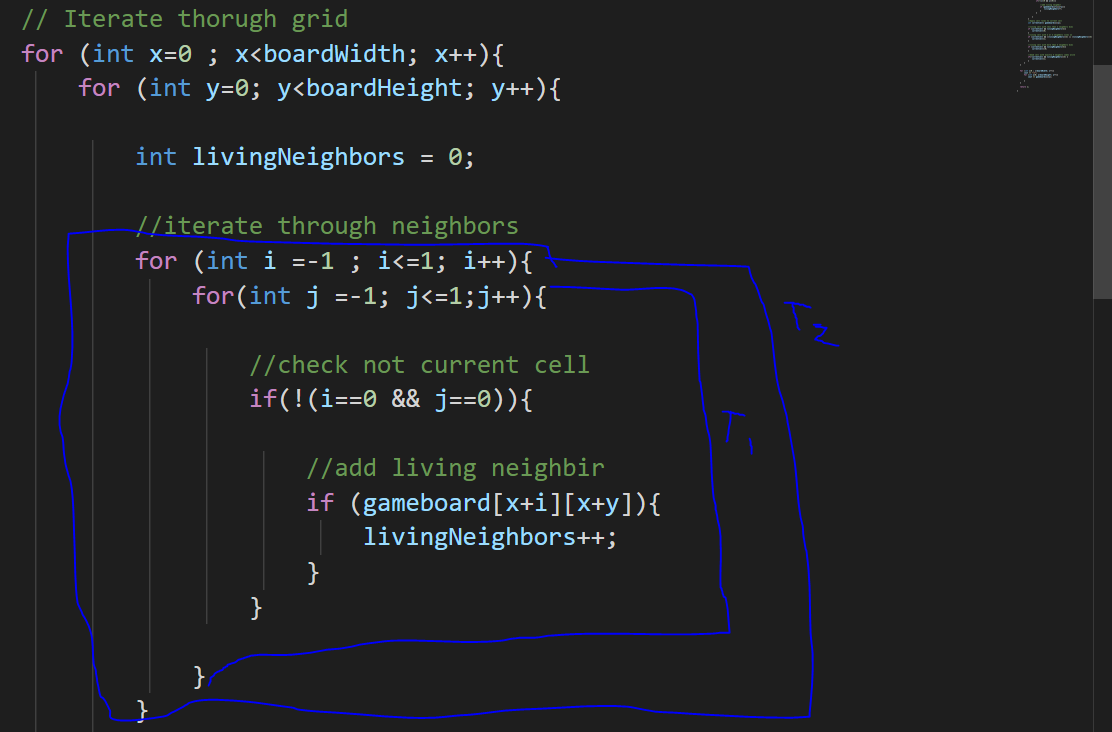 // Iterate thorugh grid
for (int x=0 ; x<boardWidth; x++){
for (int y=0; y<boardHeight; y++){
int livingNeighbors = 0;
//iterate through neighbors
for (int i =-1 ; i<=1; i++){
for(int j =-1; j<=1;j++){
T2
//check not current cell
if(!(i==0 && j==0)){
T1
//add living neighbir
if (gameboard[x+i][x+y]){
livingNeighbors++;
}
}
}
}